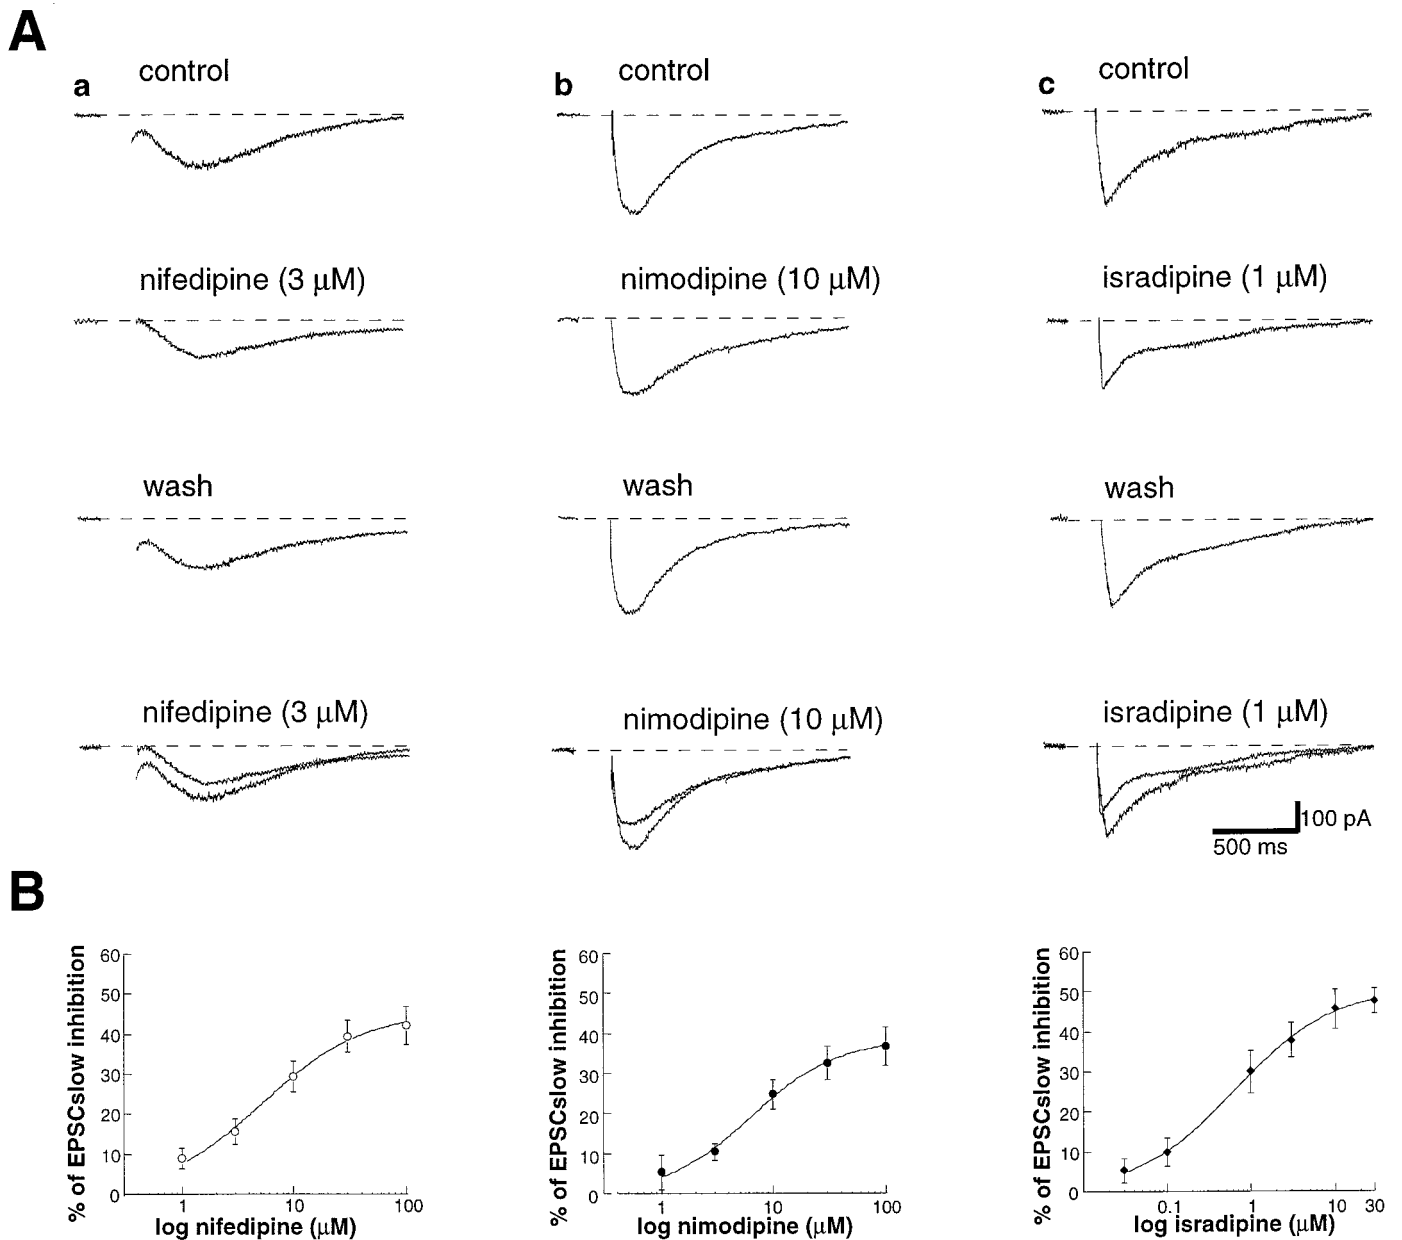 A
a control
b control
c control
nifedipine (3 μM)
nimodipine (10 μM)
isradipine (1 μM)
wash
wash
wash
nifedipine (3 μM)
nimodipine (10 μM)
isradipine (1 μM)
100 pA
500 ms
B
% of EPSCslow inhibition
60
50
40
30
20
10
0
1 10 100
log nifedipine (μM)
% of EPSCslow inhibition
60
50
40
30
20
10
0
1 10 100
log nimodipine (μM)
% of EPSCslow inhibition
60
50
40
30
20
10
0
0.1 1 10 30
log isradipine (μM)